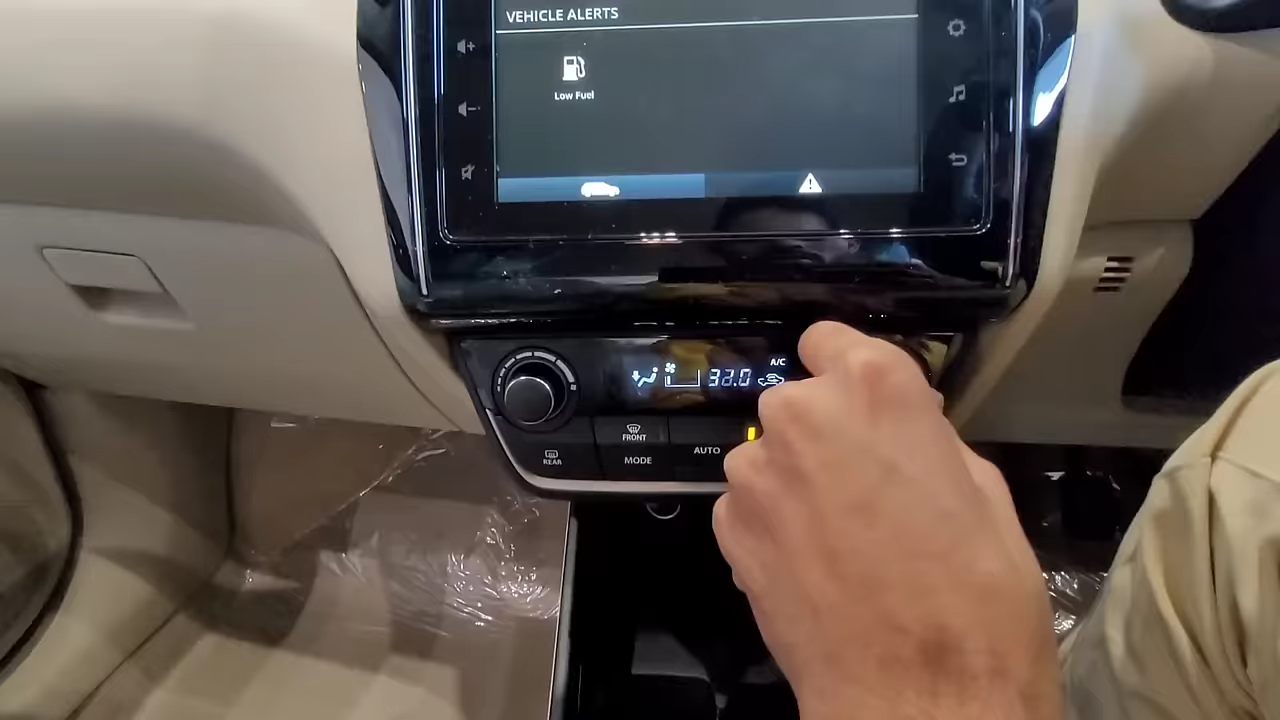 VEHICLE ALERTS
Low Fuel
A/C
32.0
FRONT
AUTO
REAR
MODE